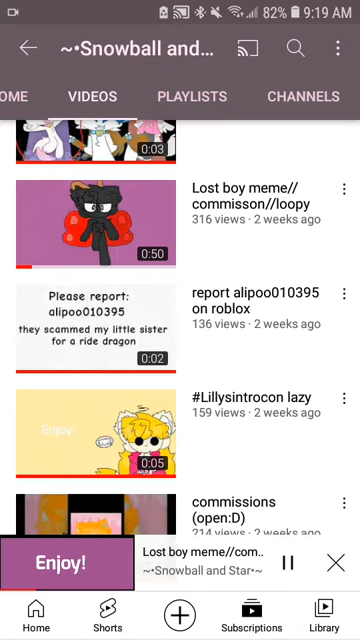 82% 9:19 AM
~•Snowball and...
OME VIDEOS PLAYLISTS CHANNELS
0:03
Lost boy meme//
commisson//loopy
316 views · 2 weeks ago
0:50
Please report:
alipoo010395
they scammed my little sister
for a ride dragon
0:02
report alipoo010395
on roblox
136 views · 2 weeks ago
Enjoy!
0:05
#Lillysintrocon lazy
159 views · 2 weeks ago
commissions
(open:D)
214 views · 2 weeks ago
Enjoy!
Lost boy meme//com..
~•Snowball and Star•~
Home Shorts Subscriptions Library